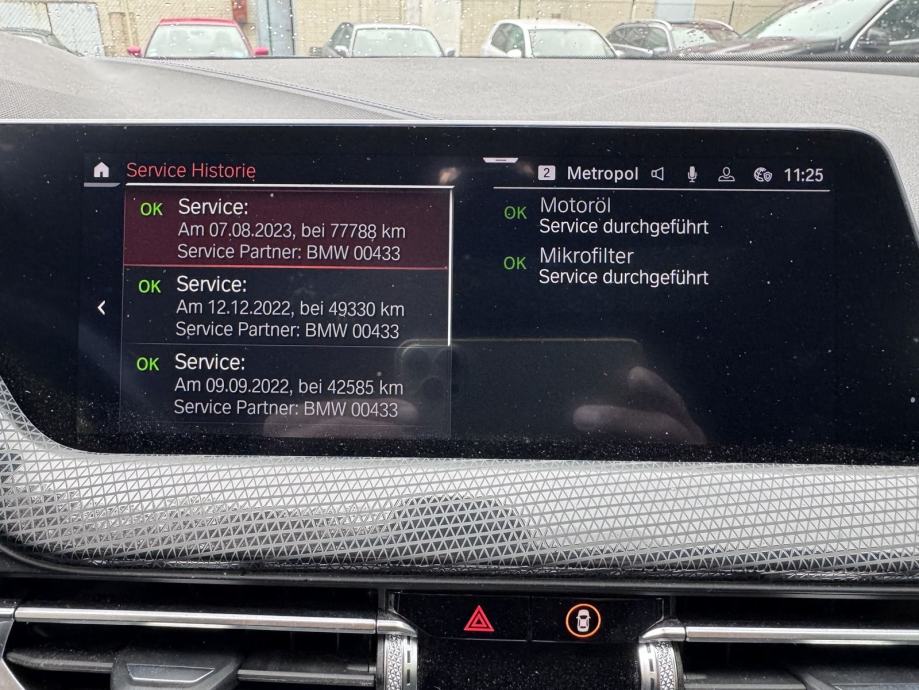 Service Historie
2 Metropol 11:25
OK Service:
Am 07.08.2023, bei 77788 km
Service Partner: BMW 00433
OK Service:
Am 12.12.2022, bei 49330 km
Service Partner: BMW 00433
OK Service:
Am 09.09.2022, bei 42585 km
Service Partner: BMW 00433
OK Motoröl
Service durchgeführt
OK Mikrofilter
Service durchgeführt